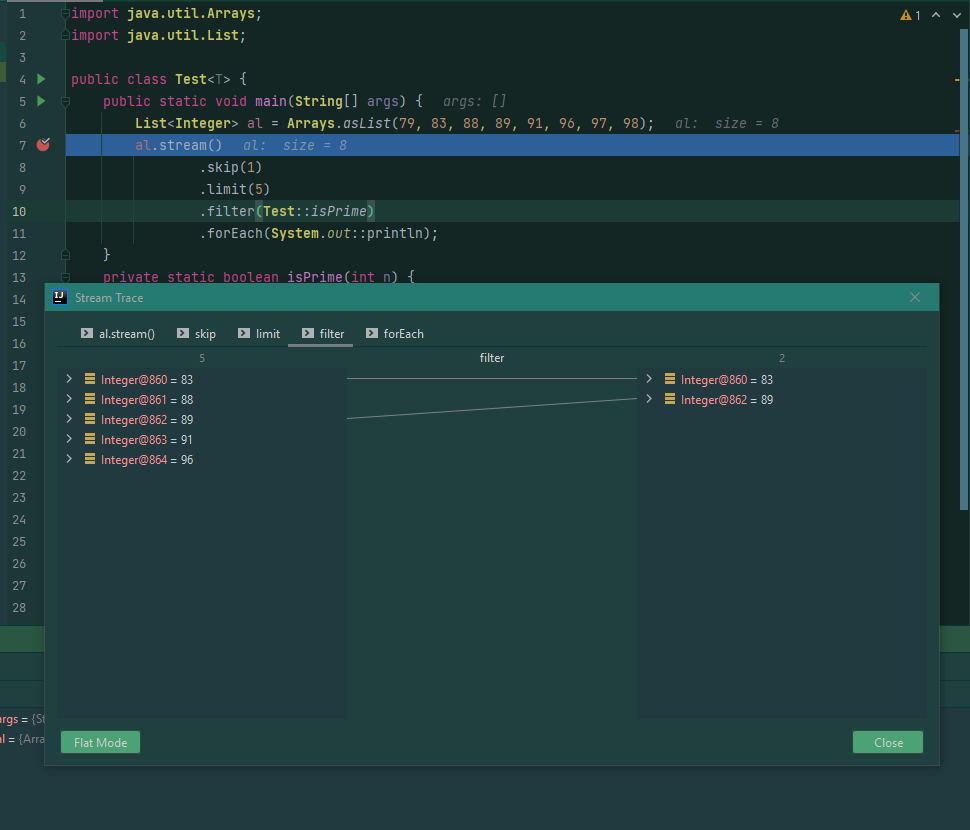 1 import java.util.Arrays;
2 import java.util.List;
3
4 public class Test<T> {
5 public static void main(String[] args) { args: []
6 List<Integer> al = Arrays.asList(79, 83, 88, 89, 91, 96, 97, 98); al: size = 8
7 al.stream() al: size = 8
8 .skip(1)
9 .limit(5)
10 .filter(Test::isPrime)
11 .forEach(System.out::println);
12 }
13 private static boolean isPrime(int n) {
1
14
15
16
17
18
19
20
21
22
23
24
25
26
27
28
IJ Stream Trace
al.stream() skip limit filter forEach
5 filter 2
Integer@860 = 83 Integer@860 = 83
Integer@861 = 88 Integer@862 = 89
Integer@862 = 89
Integer@863 = 91
Integer@864 = 96
Flat Mode Close